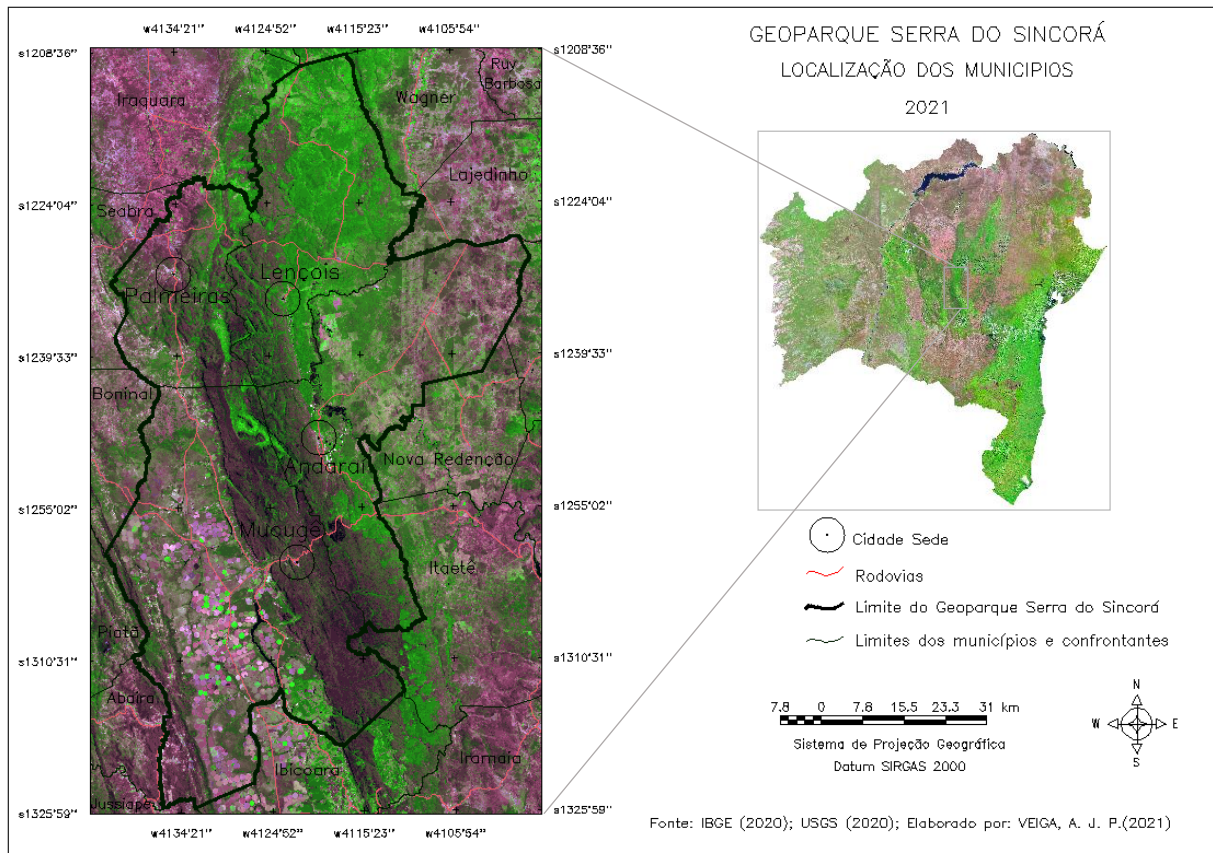 w4134'21'' w4124'52'' w4115'23'' w4105'54''
s1208'36''
s1208'36''
Ruy
Barbosa
Iraquara
Wagner
Lajedinho
s1224'04''
s1224'04''
Seabra
Lençois
Palmeiras
s1239'33''
s1239'33''
Boninal
Nova Redenção
Andaraí
s1255'02''
s1255'02''
Mucugê
Itaetê
Piatã
s1310'31''
s1310'31''
Abaíra
Iramaia
Ibicoara
Jussiape
s1325'59''
s1325'59''
w4134'21'' w4124'52'' w4115'23'' w4105'54''
GEOPARQUE SERRA DO SINCORÁ
LOCALIZAÇÃO DOS MUNICIPIOS
2021
Cidade Sede
Rodovias
Límite do Geoparque Serra do Sincorá
Límites dos municípios e confrontantes
7.8 0 7.8 15.5 23.3 31 km
Sistema de Projeção Geográfica
Datum SIRGAS 2000
N
W E
S
Fonte: IBGE (2020); USGS (2020); Elaborado por: VEIGA, A. J. P.(2021)